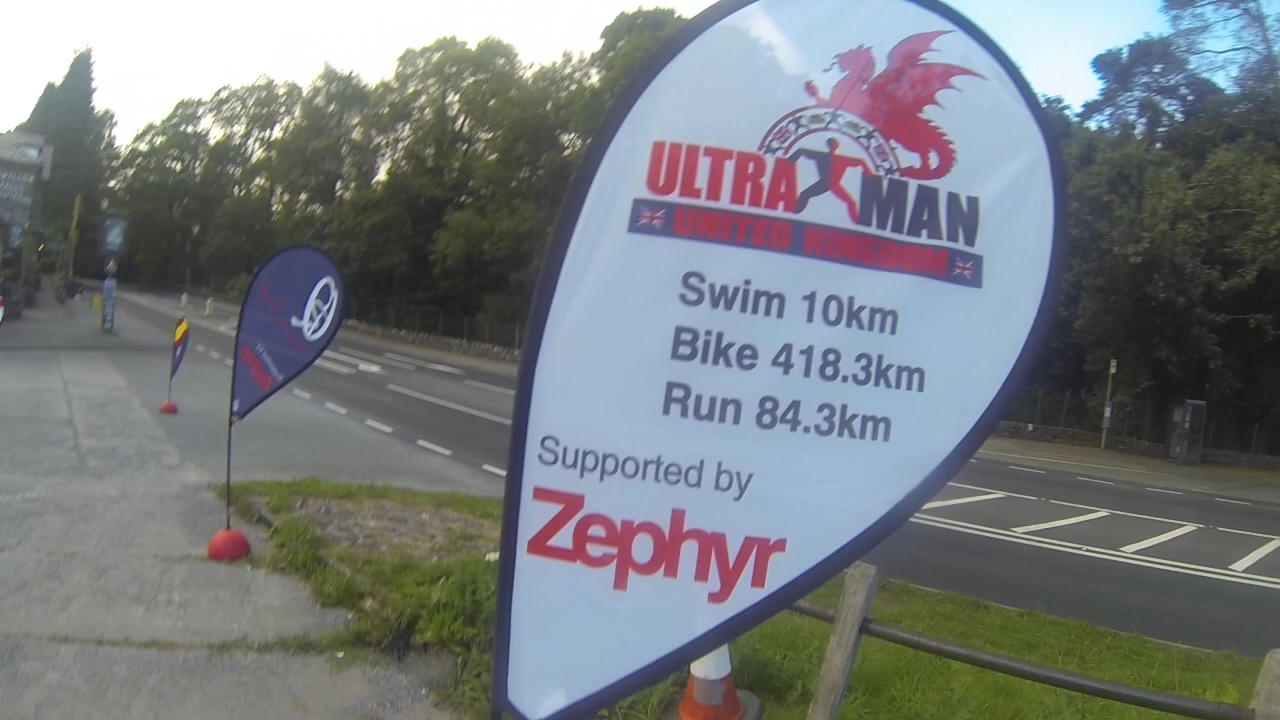 ULTRA MAN
UNITED KINGDOM
Swim 10km
Bike 418.3km
Run 84.3km
Supported by
Zephyr